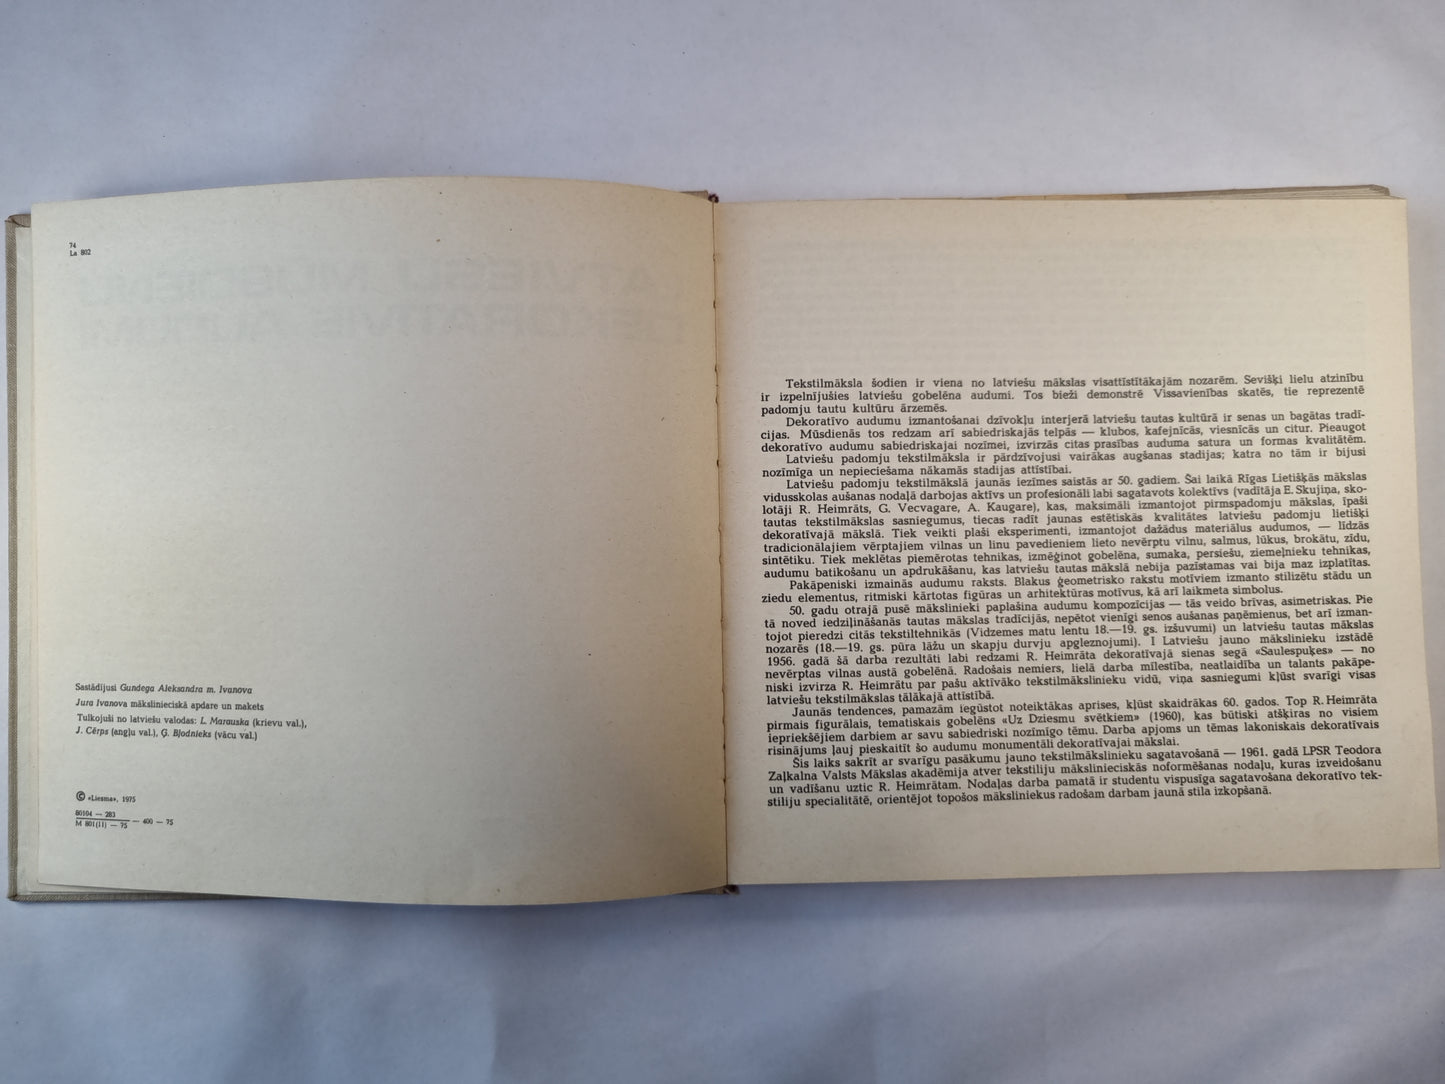 74
La 802
Sastādījusi Gundega Aleksandra m. Ivanova
Jura Ivanova mākslinieciskā apdare un makets
Tulkojuši no latviešu valodas: L. Marauska (krievu val.),
J. Cērps (angļu val.), Ģ. Bļodnieks (vācu val.)
© «Liesma», 1975
80104 — 283
M 801(11) — 75 — 400 — 75
Tekstilmāksla šodien ir viena no latviešu mākslas visattīstītākajām nozarēm. Sevišķi lielu atzinību
ir izpelnījušies latviešu gobelēna audumi. Tos bieži demonstrē Vissavienības skatēs, tie reprezentē
padomju tautu kultūru ārzemēs.
Dekoratīvo audumu izmantošanai dzīvokļu interjerā latviešu tautas kultūrā ir senas un bagātas tradī-
cijas. Mūsdienās tos redzam arī sabiedriskajās telpās — klubos, kafejnīcās, viesnīcās un citur. Pieaugot
dekoratīvo audumu sabiedriskajai nozīmei, izvirzās citas prasības auduma satura un formas kvalitātēm.
Latviešu padomju tekstilmāksla ir pārdzīvojusi vairākas augšanas stadijas; katra no tām ir bijusi
nozīmīga un nepieciešama nākamās stadijas attīstībai.
Latviešu padomju tekstilmākslā jaunās iezīmes saistās ar 50. gadiem. Šai laikā Rīgas Lietišķās mākslas
vidusskolas aušanas nodaļā darbojas aktīvs un profesionāli labi sagatavots kolektīvs (vadītāja E. Skujiņa, sko-
lotāji R. Heimrāts, G. Vecvagare, A. Kaugare), kas, maksimāli izmantojot pirmspadomju mākslas, īpaši
tautas tekstilmākslas sasniegumus, tiecas radīt jaunas estētiskās kvalitātes latviešu padomju lietišķi
dekoratīvajā mākslā. Tiek veikti plaši eksperimenti, izmantojot dažādus materiālus audumos, — līdzās
tradicionālajiem vērptajiem vilnas un linu pavedieniem lieto nevērptu vilnu, salmus, lūkus, brokātu, zīdu,
sintētiku. Tiek meklētas piemērotas tehnikas, izmēģinot gobelēna, sumaka, persiešu, ziemeļnieku tehnikas,
audumu batikošanu un apdrukāšanu, kas latviešu tautas mākslā nebija pazīstamas vai bija maz izplatītas.
Pakāpeniski izmainās audumu raksts. Blakus ģeometrisko rakstu motīviem izmanto stilizētu stādu un
ziedu elementus, ritmiski kārtotas figūras un arhitektūras motīvus, kā arī laikmeta simbolus.
50. gadu otrajā pusē mākslinieki paplašina audumu kompozīcijas — tās veido brīvas, asimetriskas. Pie
tā noved iedziļināšanās tautas mākslas tradīcijās, nepētot vienīgi senos aušanas paņēmienus, bet arī izman-
tojot pieredzi citās tekstiltehnikās (Vidzemes matu lentu 18.—19. gs. izšuvumi) un latviešu tautas mākslas
nozarēs (18.—19. gs. pūra lāžu un skapju durvju apgleznojumi). I Latviešu jauno mākslinieku izstādē
1956. gadā šā darba rezultāti labi redzami R. Heimrāta dekoratīvajā sienas segā «Saulespuķes» — no
nevērptas vilnas austā gobelēnā. Radošais nemiers, lielā darba mīlestība, neatlaidība un talants pakāpe-
niski izvirza R. Heimrātu par pašu aktīvāko tekstilmākslinieku vidū, viņa sasniegumi kļūst svarīgi visas
latviešu tekstilmākslas tālākajā attīstībā.
Jaunās tendences, pamazām iegūstot noteiktākas aprises, kļūst skaidrākas 60. gados. Top R. Heimrāta
pirmais figurālais, tematiskais gobelēns «Uz Dziesmu svētkiem» (1960), kas būtiski atšķiras no visiem
iepriekšējiem darbiem ar savu sabiedriski nozīmīgo tēmu. Darba apjoms un tēmas lakoniskais dekoratīvais
risinājums ļauj pieskaitīt šo audumu monumentāli dekoratīvajai mākslai.
Šis laiks sakrīt ar svarīgu pasākumu jauno tekstilmākslinieku sagatavošanā — 1961. gadā LPSR Teodora
Zaļkalna Valsts Mākslas akadēmija atver tekstiliju mākslinieciskās noformēšanas nodaļu, kuras izveidošanu
un vadīšanu uztic R. Heimrātam. Nodaļas darba pamatā ir studentu vispusīga sagatavošana dekoratīvo tek-
stiliju specialitātē, orientējot topošos māksliniekus radošam darbam jaunā stila izkopšanā.